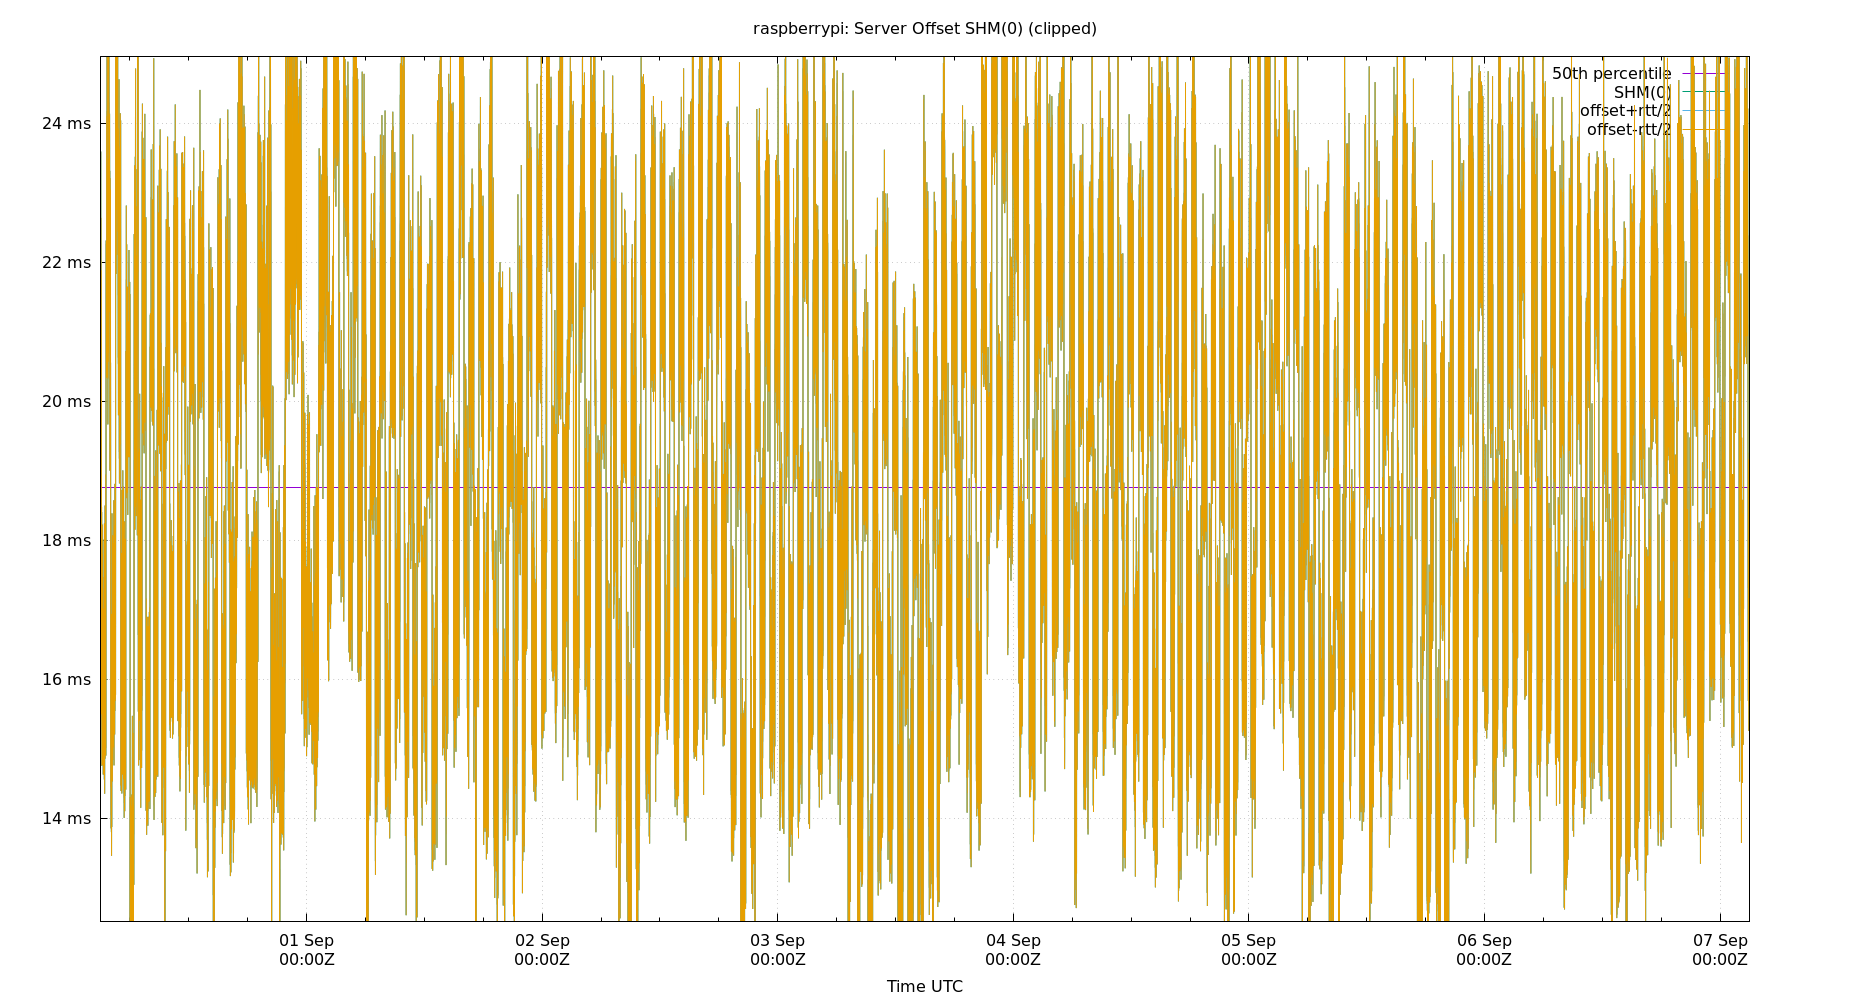 raspberrypi: Server Offset SHM(0) (clipped)
50th percentile
SHM(0)
offset+rtt/2
offset-rtt/2
24 ms
22 ms
20 ms
18 ms
16 ms
14 ms
01 Sep
00:00Z
02 Sep
00:00Z
03 Sep
00:00Z
04 Sep
00:00Z
05 Sep
00:00Z
06 Sep
00:00Z
07 Sep
00:00Z
Time UTC